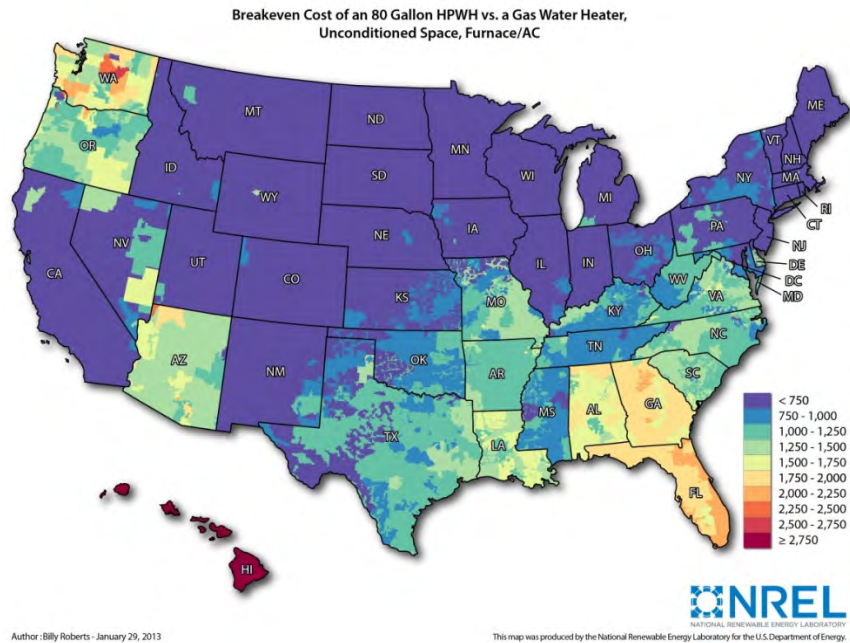 Breakeven Cost of an 80 Gallon HPWH vs. a Gas Water Heater,
Unconditioned Space, Furnace/AC
WA
MT
ND
MN
ME
VT
NH
OR
ID
WY
SD
WI
MI
NY
MA
RI
CT
NV
UT
CO
NE
IA
IL
IN
OH
PA
NJ
DE
DC
MD
CA
KS
MO
WV
VA
KY
AZ
NM
OK
AR
TN
NC
SC
TX
LA
MS
AL
GA
FL
HI
< 750
750 - 1,000
1,000 - 1,250
1,250 - 1,500
1,500 - 1,750
1,750 - 2,000
2,000 - 2,250
2,250 - 2,500
2,500 - 2,750
≥ 2,750
NREL
NATIONAL RENEWABLE ENERGY LABORATORY
Author : Billy Roberts - January 29, 2013
This map was produced by the National Renewable Energy Laboratory for the U.S. Department of Energy.